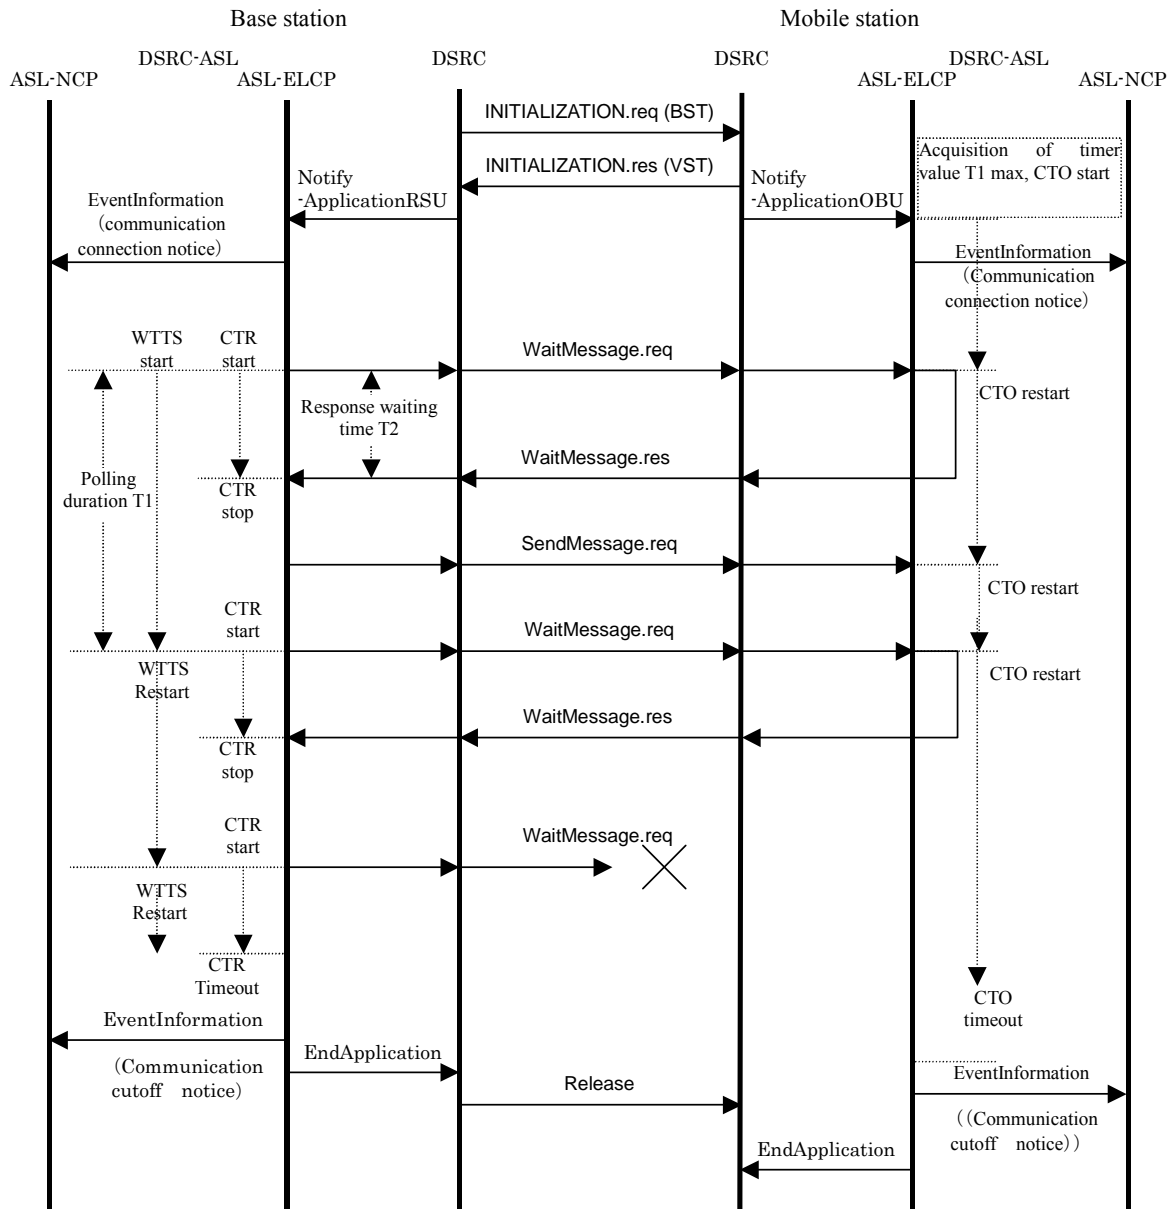 Base station
Mobile station
DSRC-ASL
DSRC
DSRC
DSRC-ASL
ASL-NCP
ASL-ELCP
ASL-ELCP
ASL-NCP
INITIALIZATION.req (BST)
Acquisition of timer
value T1 max, CTO start
INITIALIZATION.res (VST)
Notify
-ApplicationRSU
Notify
-ApplicationOBU
EventInformation
(communication
connection notice)
EventInformation
(Communication
connection notice)
WTTS
start
CTR
start
WaitMessage.req
CTO restart
Response waiting
time T2
Polling
duration T1
WaitMessage.res
CTR
stop
SendMessage.req
CTO restart
CTR
start
WaitMessage.req
WTTS
Restart
CTO restart
WaitMessage.res
CTR
stop
CTR
start
WaitMessage.req
WTTS
Restart
CTR
Timeout
CTO
timeout
EventInformation
(Communication
cutoff notice)
EndApplication
Release
EventInformation
((Communication
cutoff notice))
EndApplication